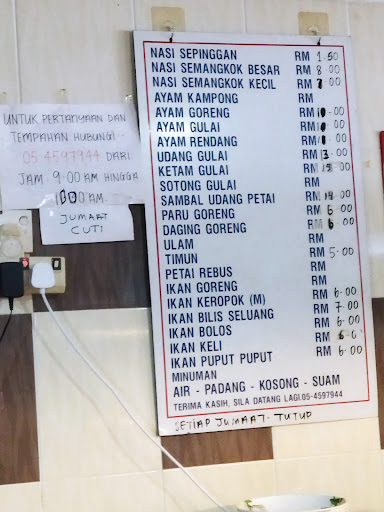 UNTUK PERTANYAAN DAN
TEMPAHAN HUBUNGI -
05-4597944 DARI
JAM - 9:00 AM HINGGA
AM.
JUMAAT
CUTI
NASI SEPINGGAN RM 1.50
NASI SEMANGKOK BESAR RM 8.00
NASI SEMANGKOK KECIL RM 7.00
AYAM KAMPONG RM
AYAM GORENG RM 10.00
AYAM GULAI RM .00
AYAM RENDANG RM .00
UDANG GULAI RM 13.00
KETAM GULAI RM .00
SOTONG GULAI RM
SAMBAL UDANG PETAI RM .00
PARU GORENG RM 6.00
DAGING GORENG RM 6.00
ULAM RM
TIMUN RM 5.00
PETAI REBUS RM
IKAN GORENG RM
IKAN KEROPOK (M) RM 6.00
IKAN BILIS SELUANG RM 7.00
IKAN BOLOS RM 6.00
IKAN KELI RM 6.00
IKAN PUPUT PUPUT RM 6.00
MINUMAN
AIR - PADANG - KOSONG - SUAM
TERIMA KASIH, SILA DATANG LAGI.05-4597944
SETIAP JUMAAT - TUTUP